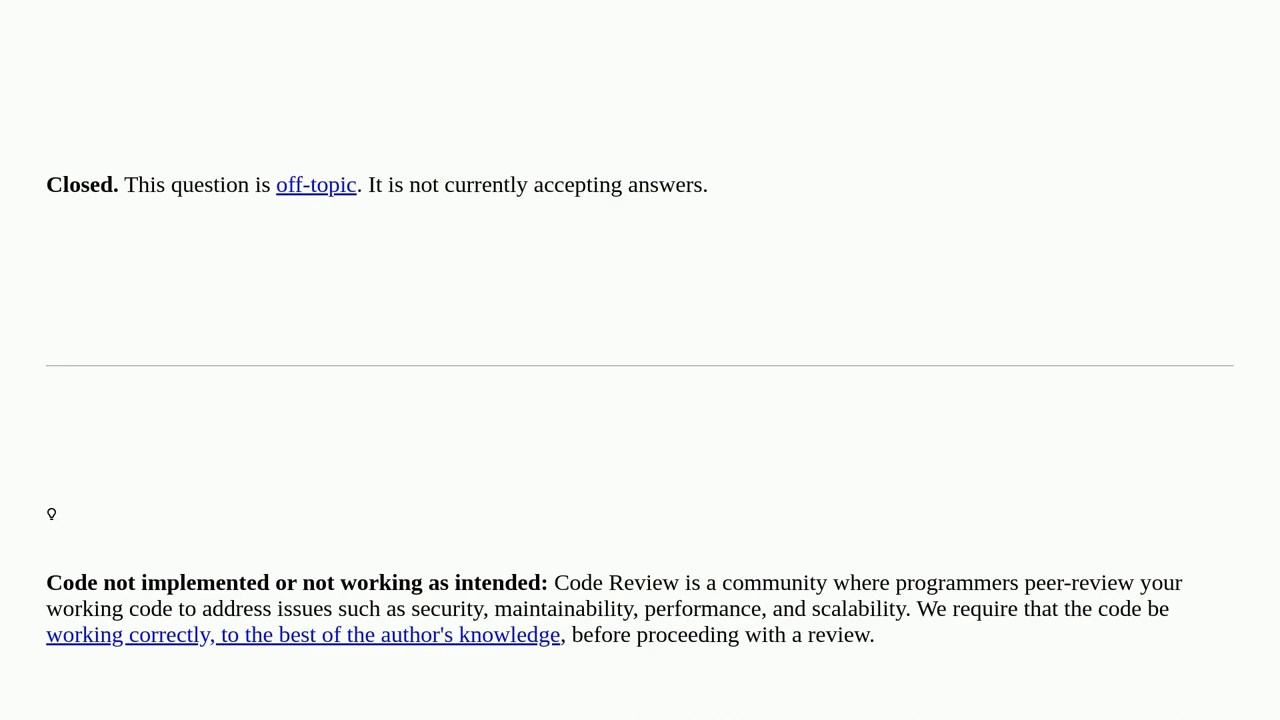 Closed. This question is off-topic. It is not currently accepting answers.
Code not implemented or not working as intended: Code Review is a community where programmers peer-review your
working code to address issues such as security, maintainability, performance, and scalability. We require that the code be
working correctly, to the best of the author's knowledge, before proceeding with a review.